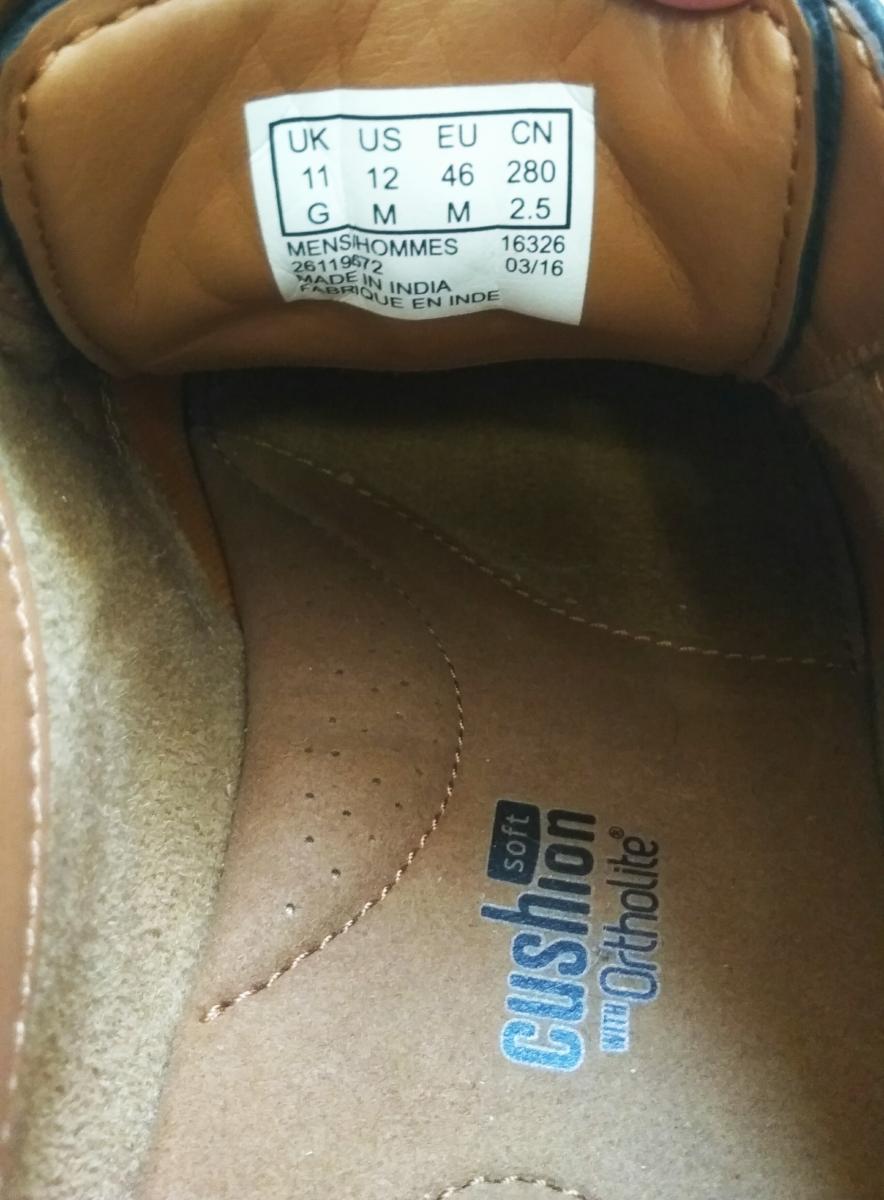 UK US EU CN
11 12 46 280
G M M 2.5
MENS/HOMMES 16326
26119672 03/16
MADE IN INDIA
FABRIQUE EN INDE
soft
cushion
WITH Ortholite®